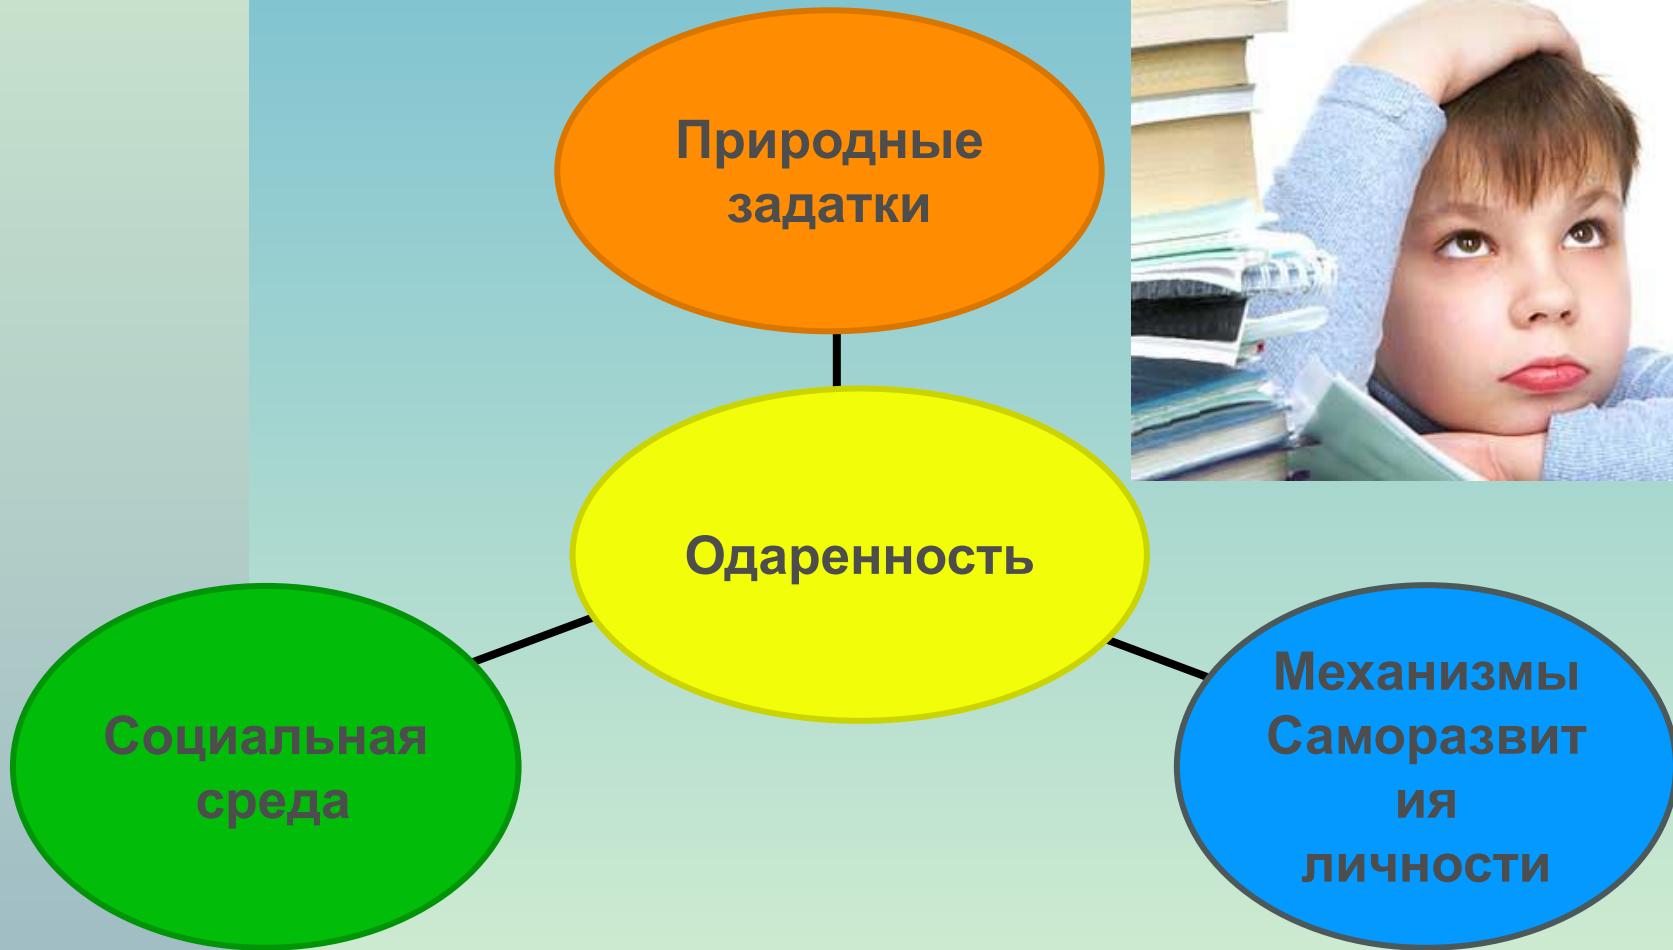 Природные
задатки
Одаренность
Социальная
среда
Механизмы
Саморазвит
ия
личности